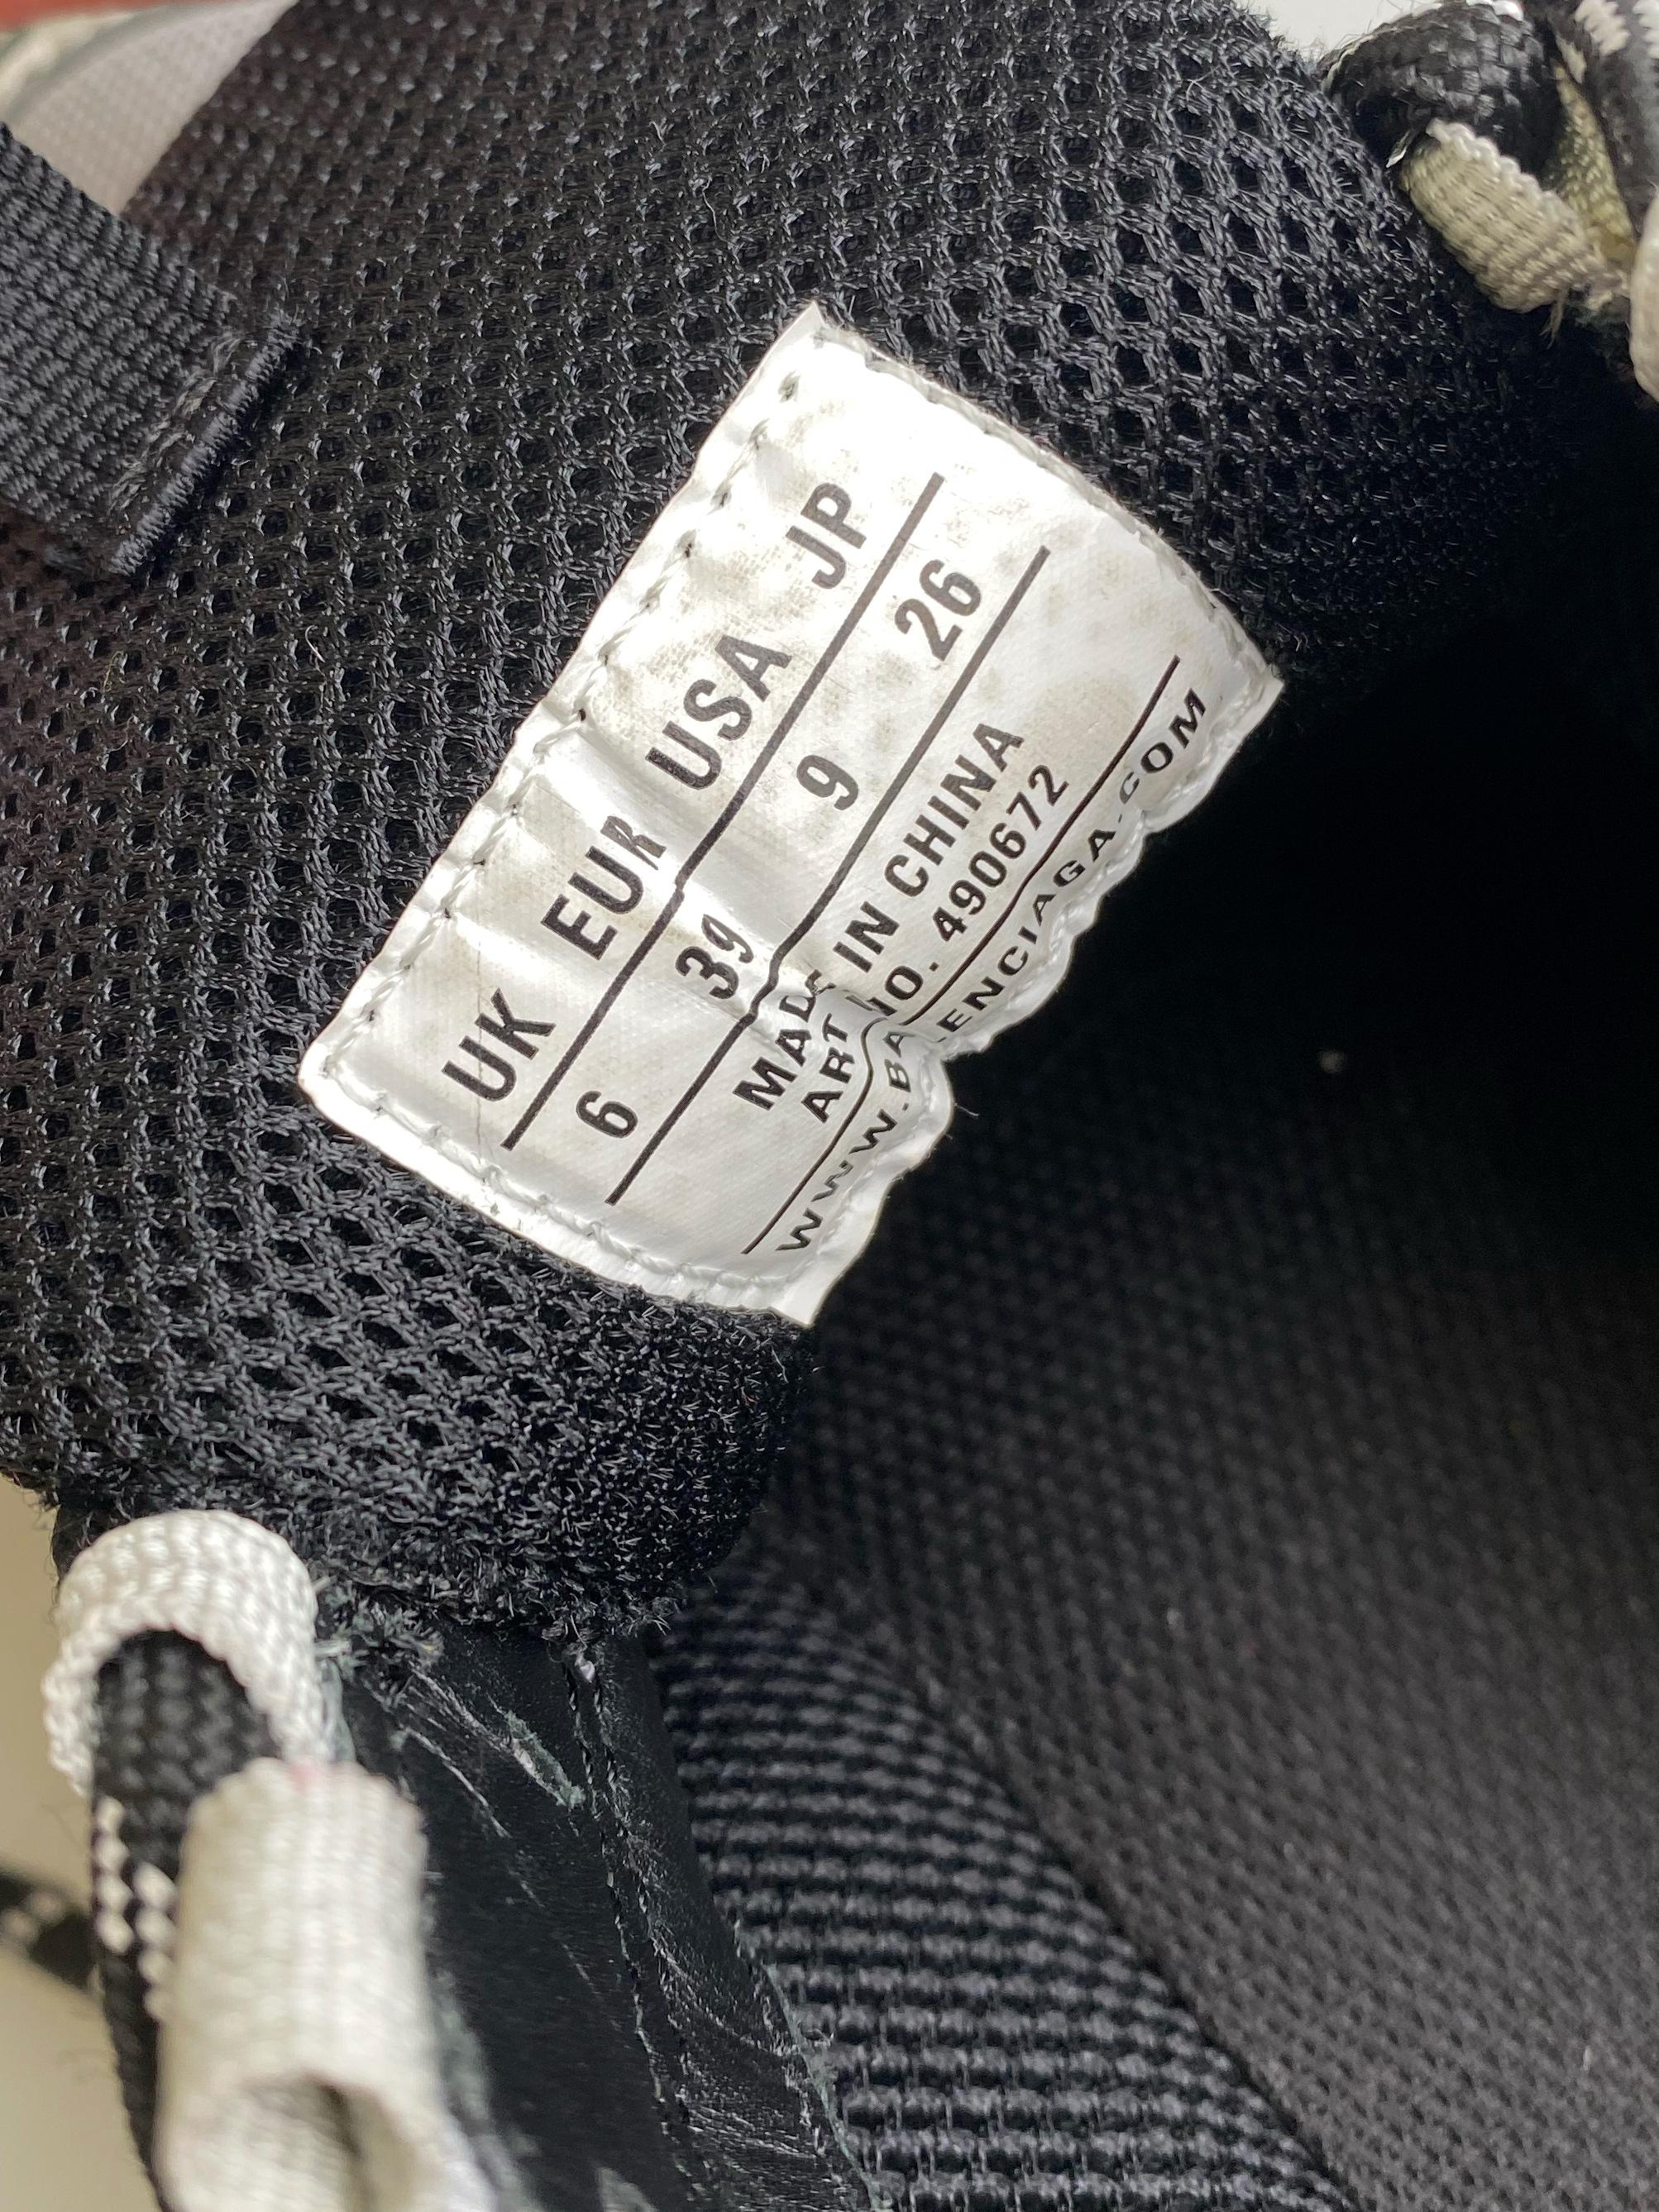 UK EUR USA JP
6 39 9 26
MADE IN CHINA
ART NO. 490672
WWW.BALENCIAGA.COM